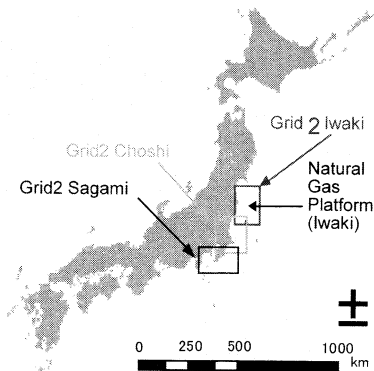 Grid 2 Iwaki
Grid2 Choshi
Natural
Gas
Platform
(Iwaki)
Grid2 Sagami
±
0 250 500 1000
km